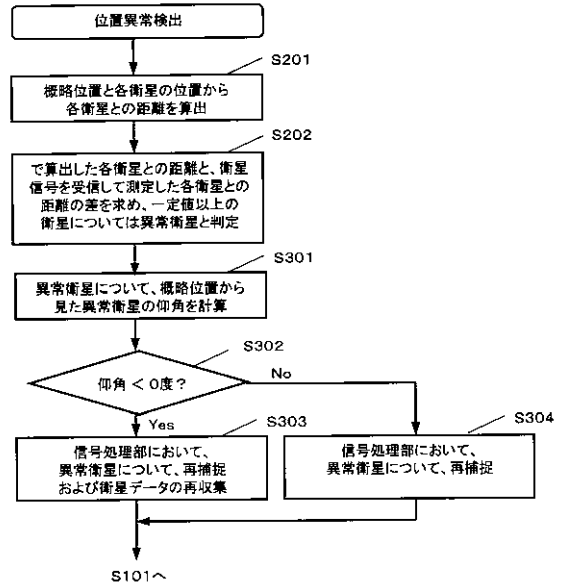 位置異常検出
S201
概略位置と各衛星の位置から
各衛星との距離を算出
S202
で算出した各衛星との距離と、衛星
信号を受信して測定した各衛星との
距離の差を求め、一定値以上の
衛星については異常衛星と判定
S301
異常衛星について、概略位置から
見た異常衛星の仰角を計算
S302
仰角 < 0度?
No
Yes
S303
信号処理部において、
異常衛星について、再捕捉
および衛星データの再収集
S304
信号処理部において、
異常衛星について、再捕捉
S101へ